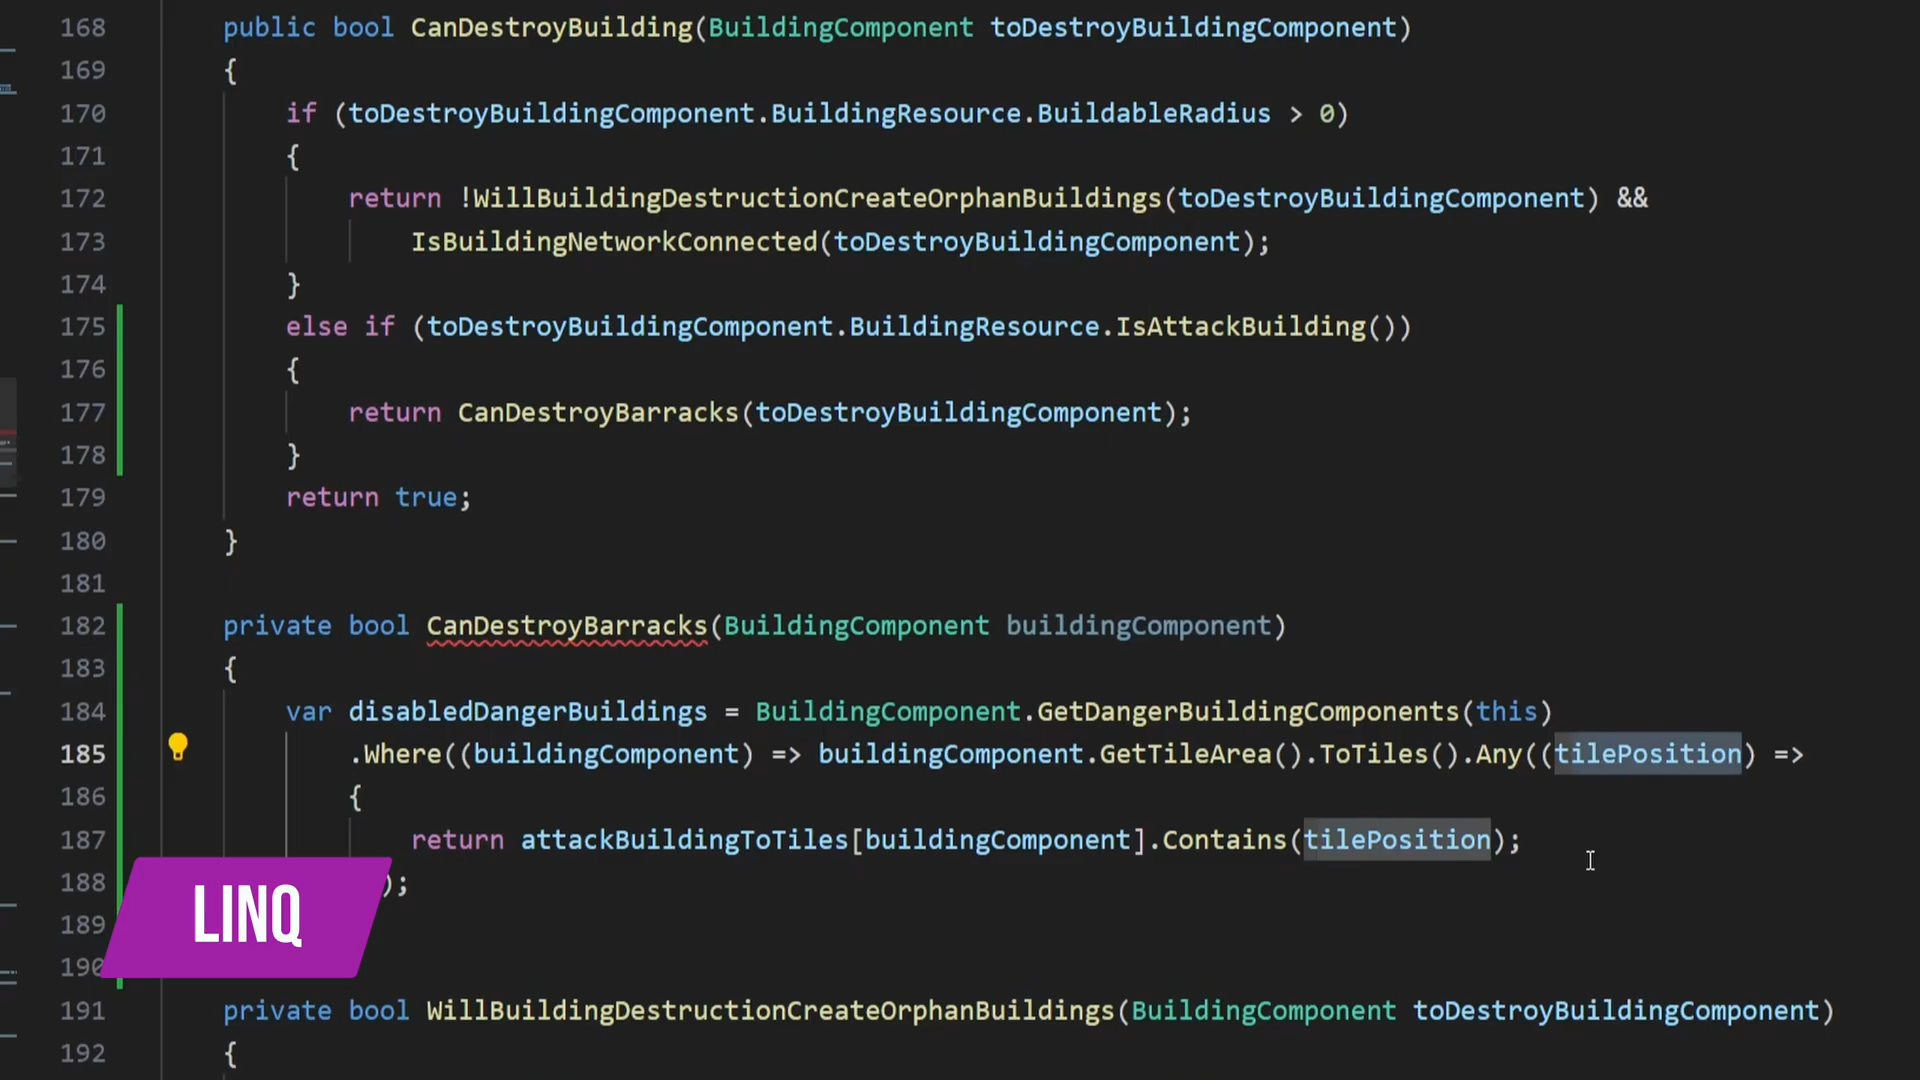 168 public bool CanDestroyBuilding(BuildingComponent toDestroyBuildingComponent)
169 {
170 if (toDestroyBuildingComponent.BuildingResource.BuildableRadius > 0)
171 {
172 return !WillBuildingDestructionCreateOrphanBuildings(toDestroyBuildingComponent) &&
173 IsBuildingNetworkConnected(toDestroyBuildingComponent);
174 }
175 else if (toDestroyBuildingComponent.BuildingResource.IsAttackBuilding())
176 {
177 return CanDestroyBarracks(toDestroyBuildingComponent);
178 }
179 return true;
180 }
181
182 private bool CanDestroyBarracks(BuildingComponent buildingComponent)
183 {
184 var disabledDangerBuildings = BuildingComponent.GetDangerBuildingComponents(this)
185 .Where((buildingComponent) => buildingComponent.GetTileArea().ToTiles().Any((tilePosition) =>
186 {
187 return attackBuildingToTiles[buildingComponent].Contains(tilePosition);
188 );
LINQ
189
190
191 private bool WillBuildingDestructionCreateOrphanBuildings(BuildingComponent toDestroyBuildingComponent)
192 {